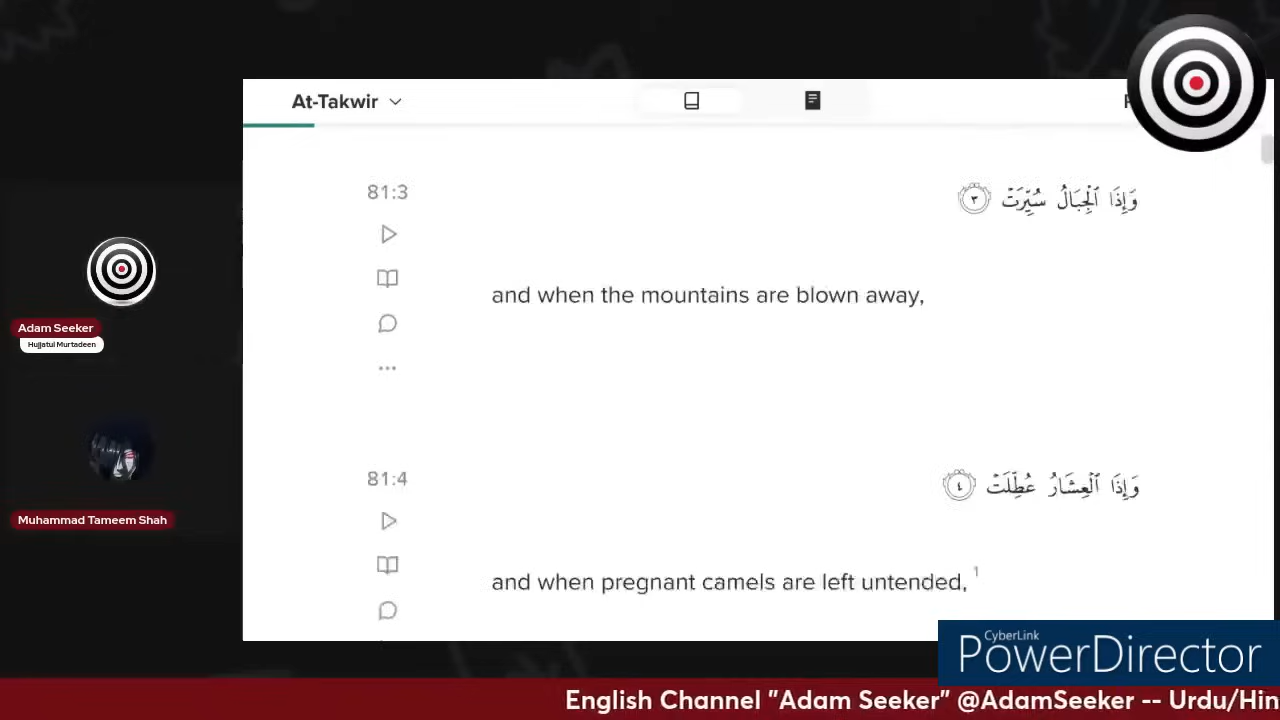 At-Takwir
81:3
وَإِذَا ٱلْجِبَالُ سُيِّرَتْ ٣
and when the mountains are blown away,
81:4
وَإِذَا ٱلْعِشَارُ عُطِّلَتْ ٤
and when pregnant camels are left untended, 1
Adam Seeker
Hujjatul Murtadeen
Muhammad Tameem Shah
CyberLink
PowerDirector
English Channel "Adam Seeker" @AdamSeeker -- Urdu/Hin